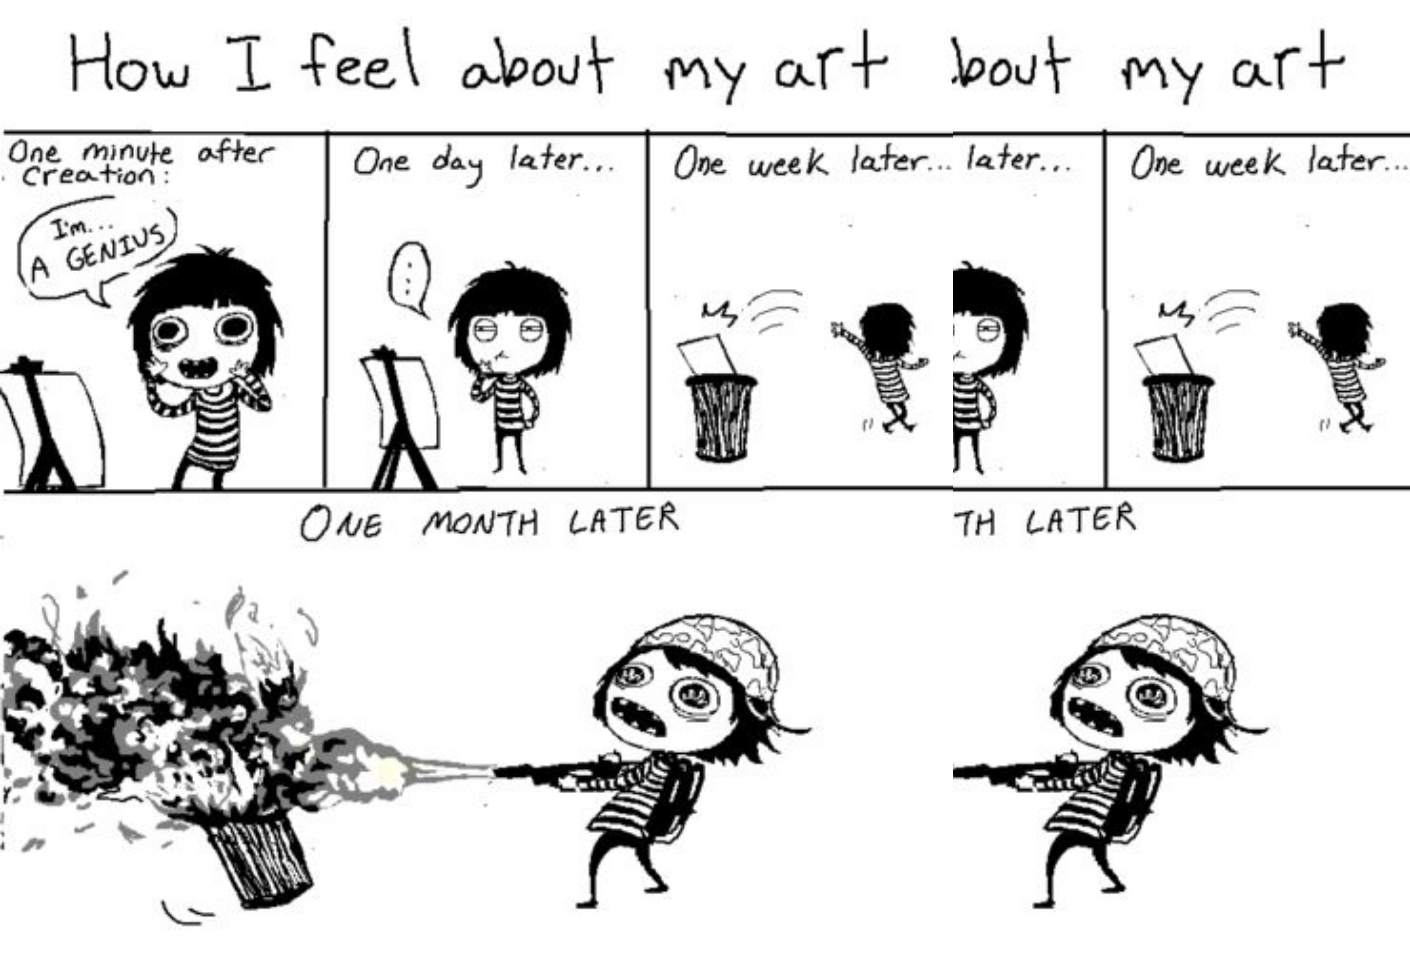 How I feel about my art bout my art
One minute after
creation:
One day later...
One week later...
later...
One week later...
I'm...
A GENIUS
...
ONE MONTH LATER
TH LATER